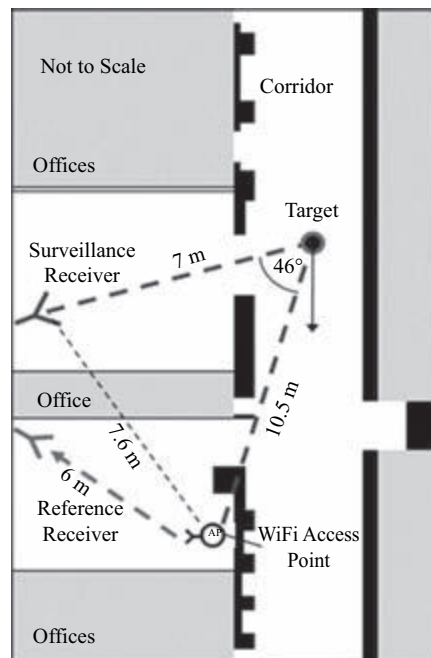 Not to Scale
Corridor
Offices
Target
Surveillance
Receiver
7 m
46°
Office
10.5 m
7.6 m
6 m
Reference
Receiver
AP
WiFi Access
Point
Offices